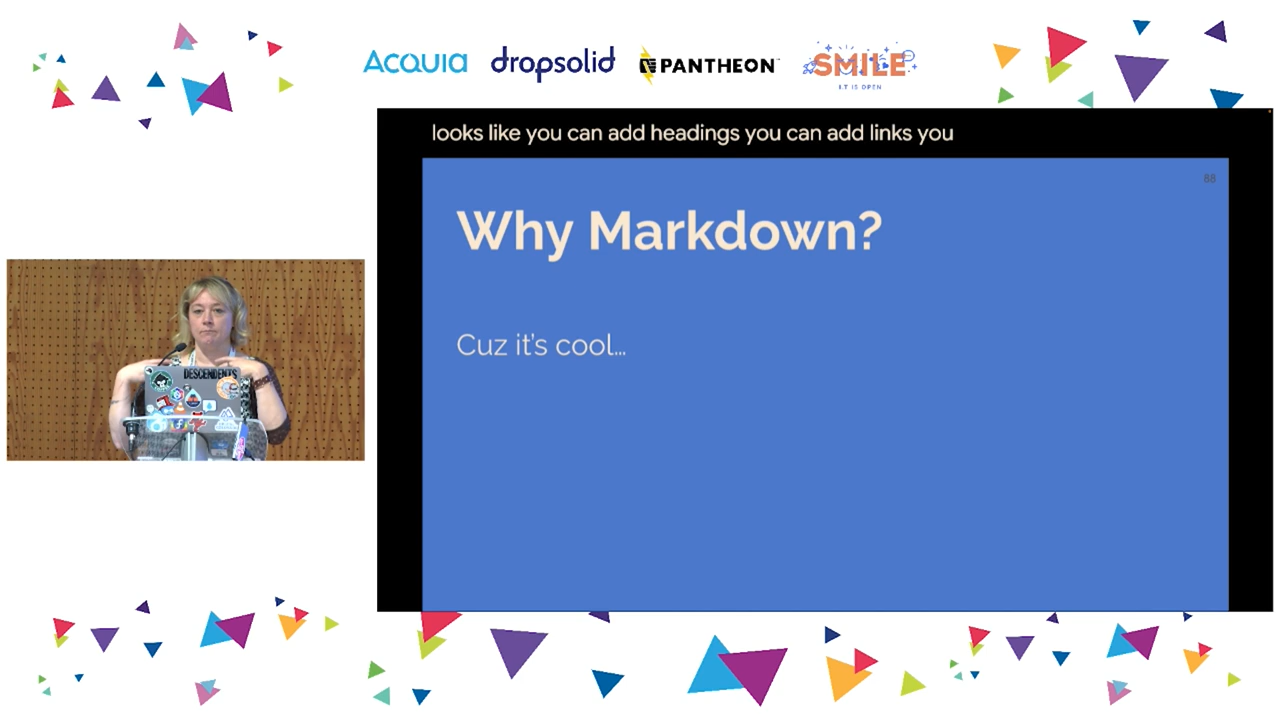 Acquia
dropsolid
PANTHEON
SMILE
I.T IS OPEN
looks like you can add headings you can add links you
88
Why Markdown?
Cuz it's cool...
DESCENDENTS